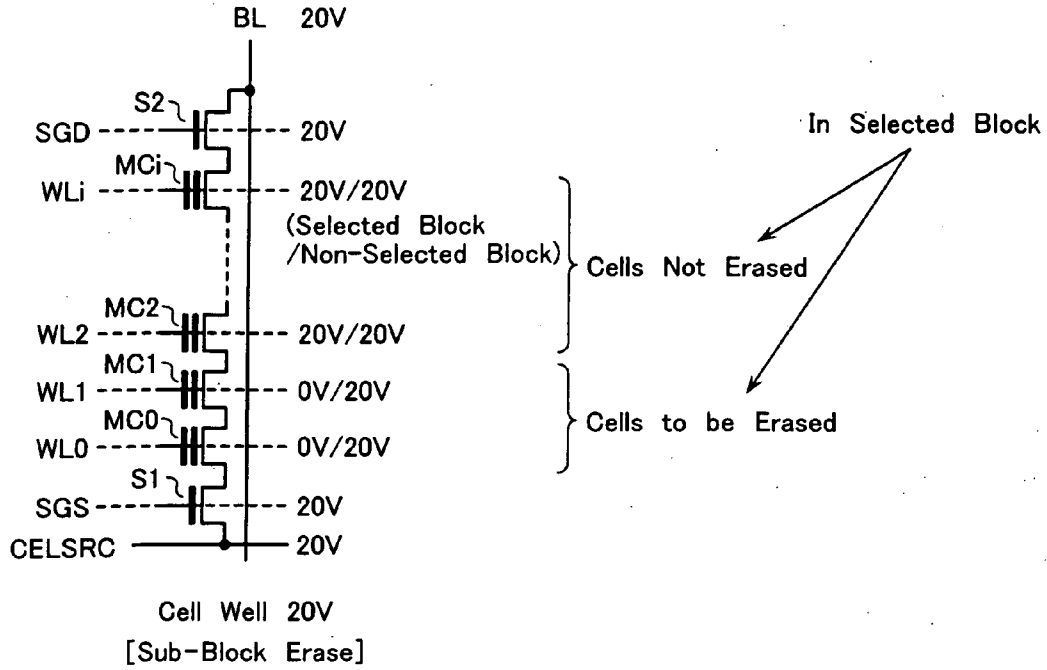 BL 20V
S2
SGD 20V
In Selected Block
MCi
WLi 20V/20V
(Selected Block
/Non-Selected Block)
Cells Not Erased
MC2
WL2 20V/20V
MC1
WL1 0V/20V
Cells to be Erased
MC0
WL0 0V/20V
S1
SGS 20V
CELSRC 20V
Cell Well 20V
[Sub-Block Erase]